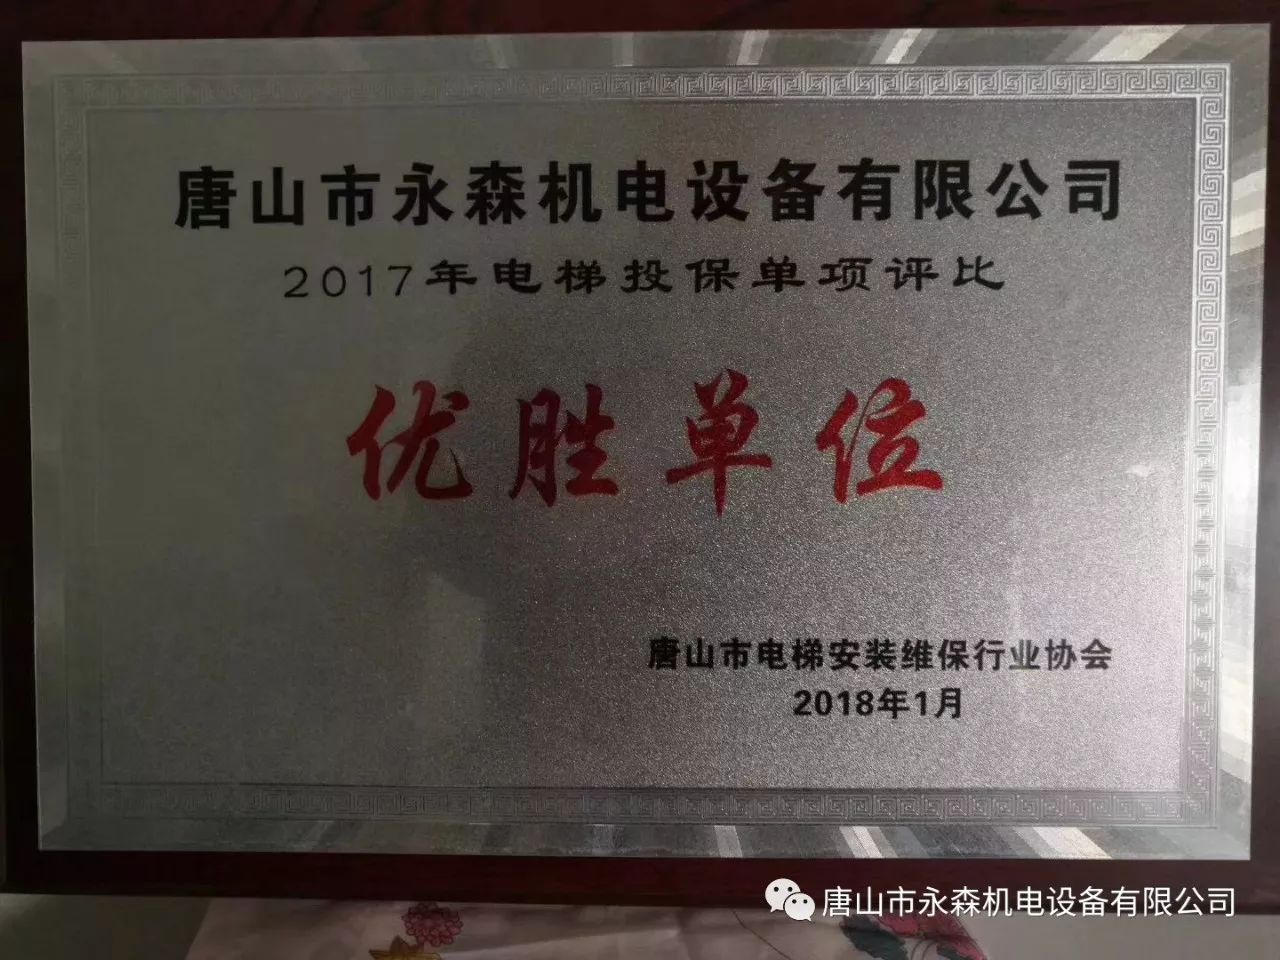 唐山市永森机电设备有限公司
2017年电梯投保单项评比
优胜单位
唐山市电梯安装维保行业协会
2018年1月
唐山市永森机电设备有限公司